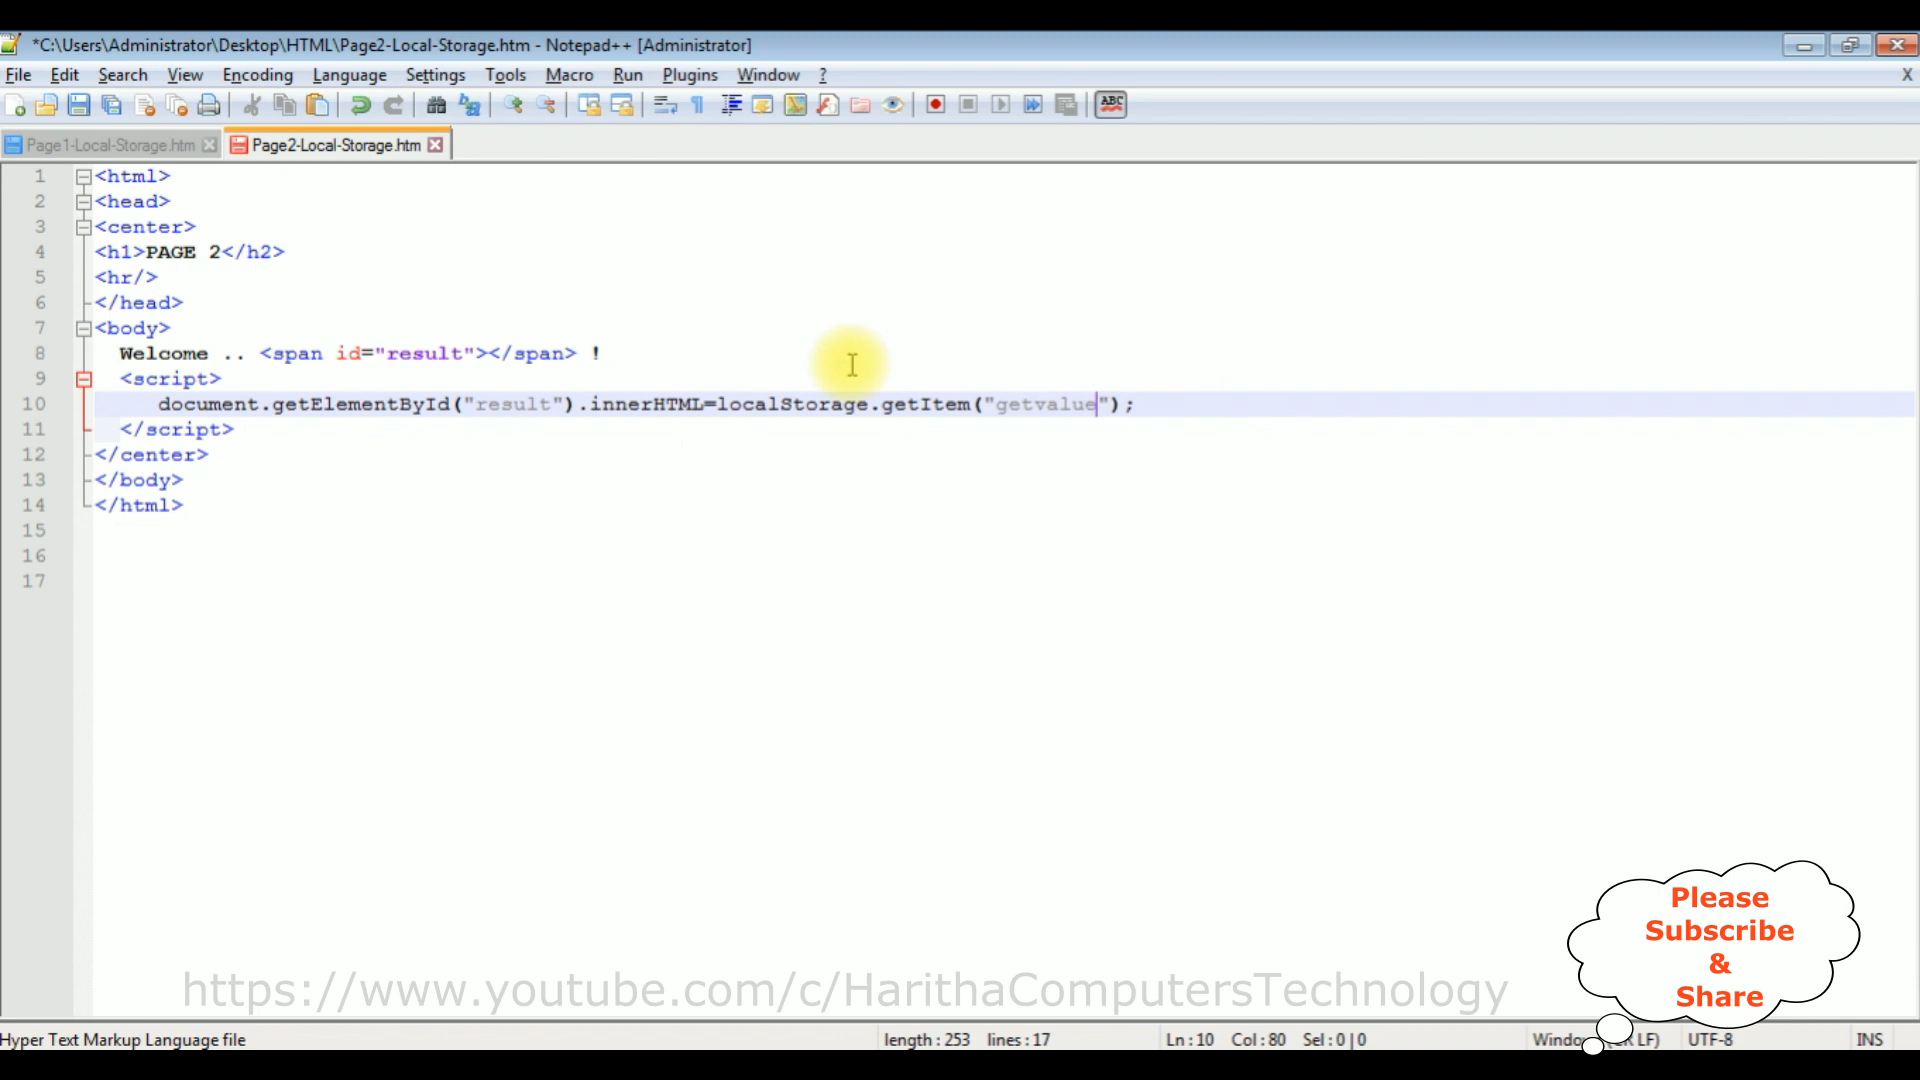 *C:\Users\Administrator\Desktop\HTML\Page2-Local-Storage.htm - Notepad++ [Administrator]
File Edit Search View Encoding Language Settings Tools Macro Run Plugins Window ? X
ABC
Page1-Local-Storage.htm Page2-Local-Storage.htm
1 <html>
2 <head>
3 <center>
4 <h1>PAGE 2</h2>
5 <hr/>
6 </head>
7 <body>
8 Welcome .. <span id="result"></span> !
9 <script>
10 document.getElementById("result").innerHTML=localStorage.getItem("getvalue");
11 </script>
12 </center>
13 </body>
14 </html>
15
16
17
Please
Subscribe
&
Share
https://www.youtube.com/c/HarithaComputersTechnology
Hyper Text Markup Language file length : 253 lines : 17 Ln : 10 Col : 80 Sel : 0 | 0 LF) UTF-8 INS